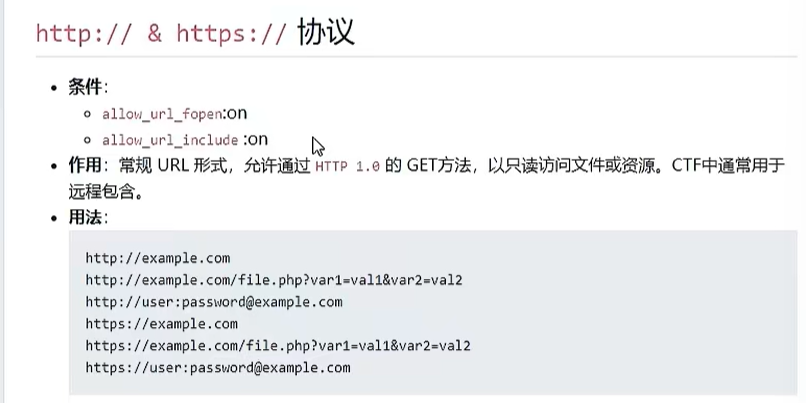 http:// & https:// 协议
条件：
allow_url_fopen:on
allow_url_include :on
作用：常规 URL 形式，允许通过 HTTP 1.0 的 GET方法，以只读访问文件或资源。CTF中通常用于
远程包含。
用法：
http://example.com
http://example.com/file.php?var1=val1&var2=val2
http://user:password@example.com
https://example.com
https://example.com/file.php?var1=val1&var2=val2
https://user:password@example.com